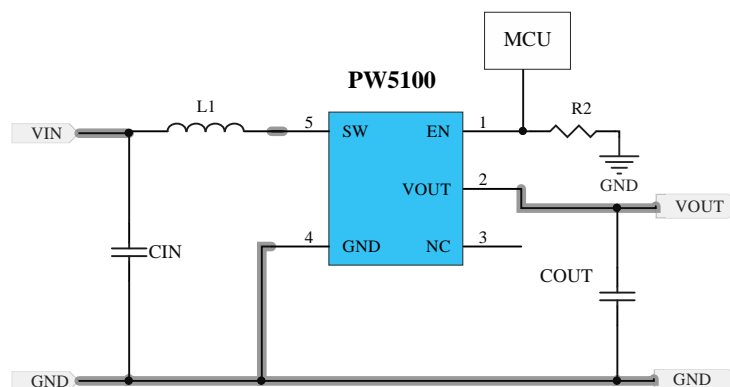 MCU
PW5100
L1
R2
VIN
5
SW
EN
1
GND
VOUT
2
VOUT
CIN
4
GND
NC
3
COUT
GND
GND